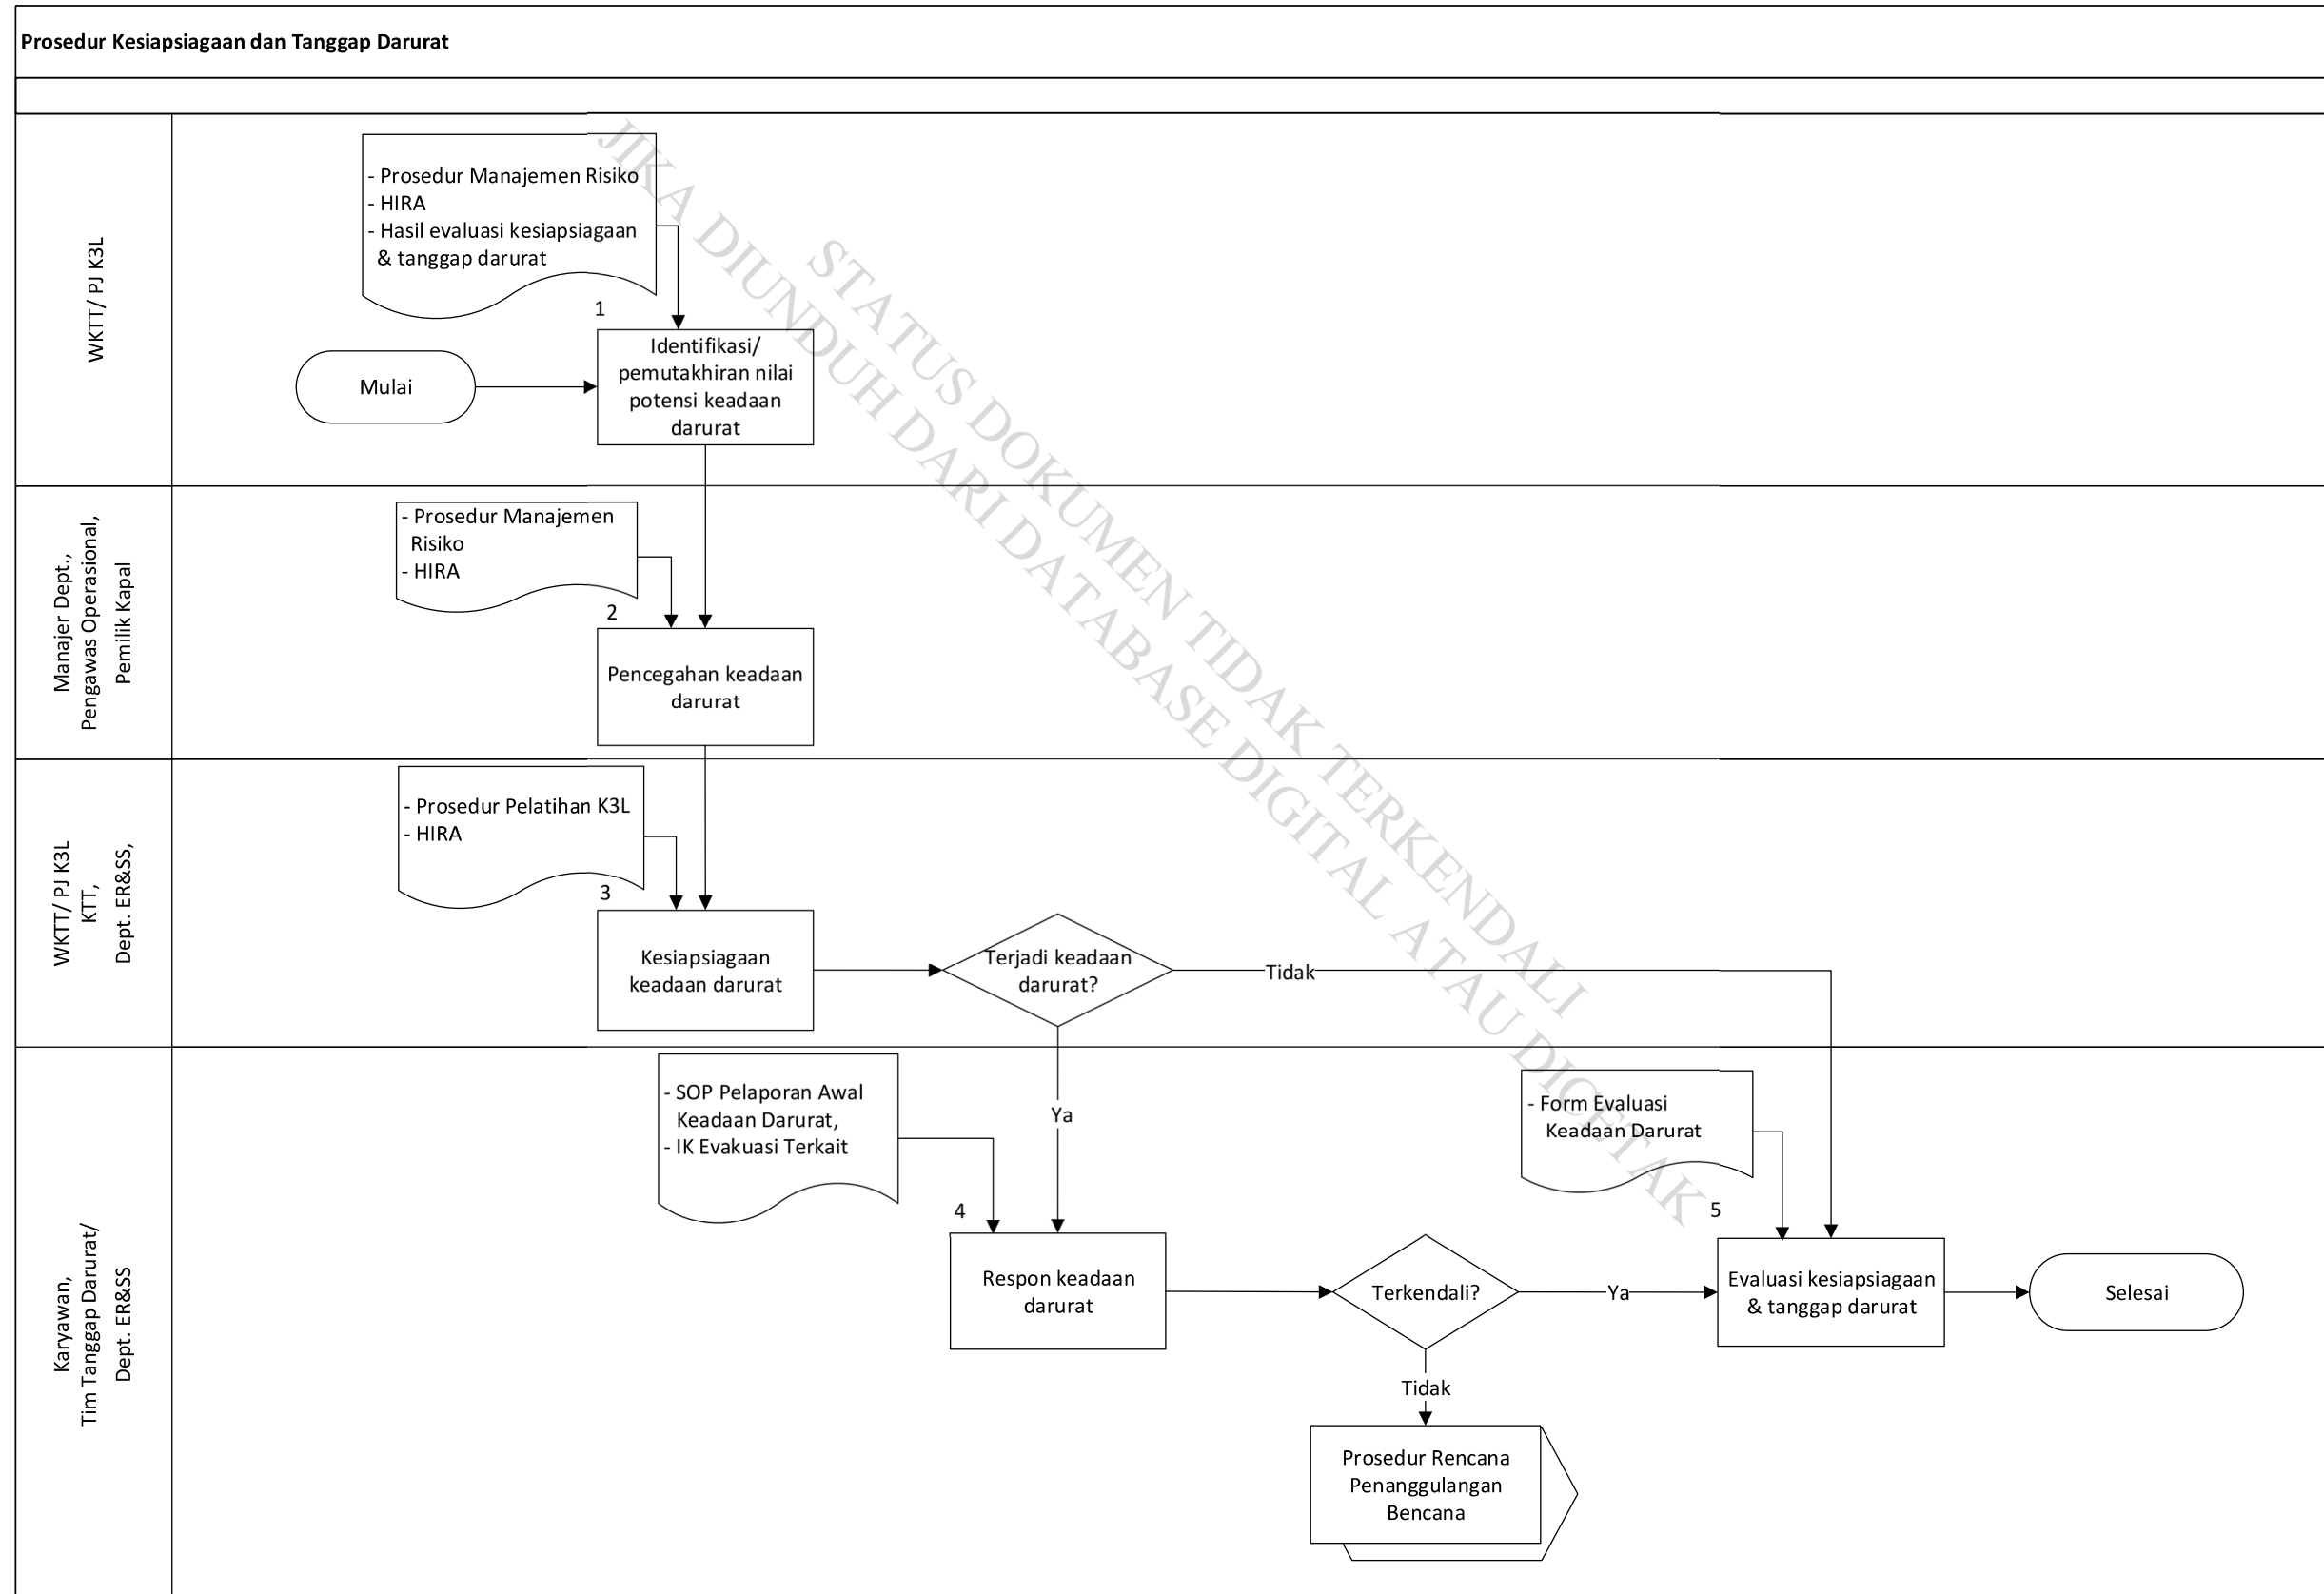 Prosedur Kesiapsiagaan dan Tanggap Darurat
WKTT/ PJ K3L
- Prosedur Manajemen Risiko
- HIRA
- Hasil evaluasi kesiapsiagaan
& tanggap darurat
1
Mulai
Identifikasi/
pemutakhiran nilai
potensi keadaan
darurat
Manajer Dept.,
Pengawas Operasional,
Pemilik Kapal
- Prosedur Manajemen
Risiko
- HIRA
2
Pencegahan keadaan
darurat
WKTT/ PJ K3L
KTT,
Dept. ER&SS,
- Prosedur Pelatihan K3L
- HIRA
3
Kesiapsiagaan
keadaan darurat
Terjadi keadaan
darurat?
Tidak
Karyawan,
Tim Tanggap Darurat/
Dept. ER&SS
- SOP Pelaporan Awal
Keadaan Darurat,
- IK Evakuasi Terkait
Ya
4
Respon keadaan
darurat
Terkendali?
Ya
Tidak
Prosedur Rencana
Penanggulangan
Bencana
- Form Evaluasi
Keadaan Darurat
5
Evaluasi kesiapsiagaan
& tanggap darurat
Selesai
STATUS DOKUMEN TIDAK TERKENDALI
JIKA DIUNDUH DARI DATABASE DIGITAL ATAU DICETAK